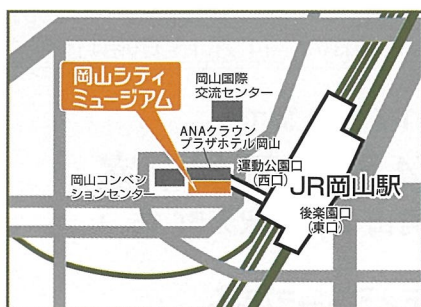 岡山シティ
ミュージアム
岡山国際
交流センター
ANAクラウン
プラザホテル岡山
岡山コンベン
ションセンター
運動公園口
(西口)
JR岡山駅
後楽園口
(東口)